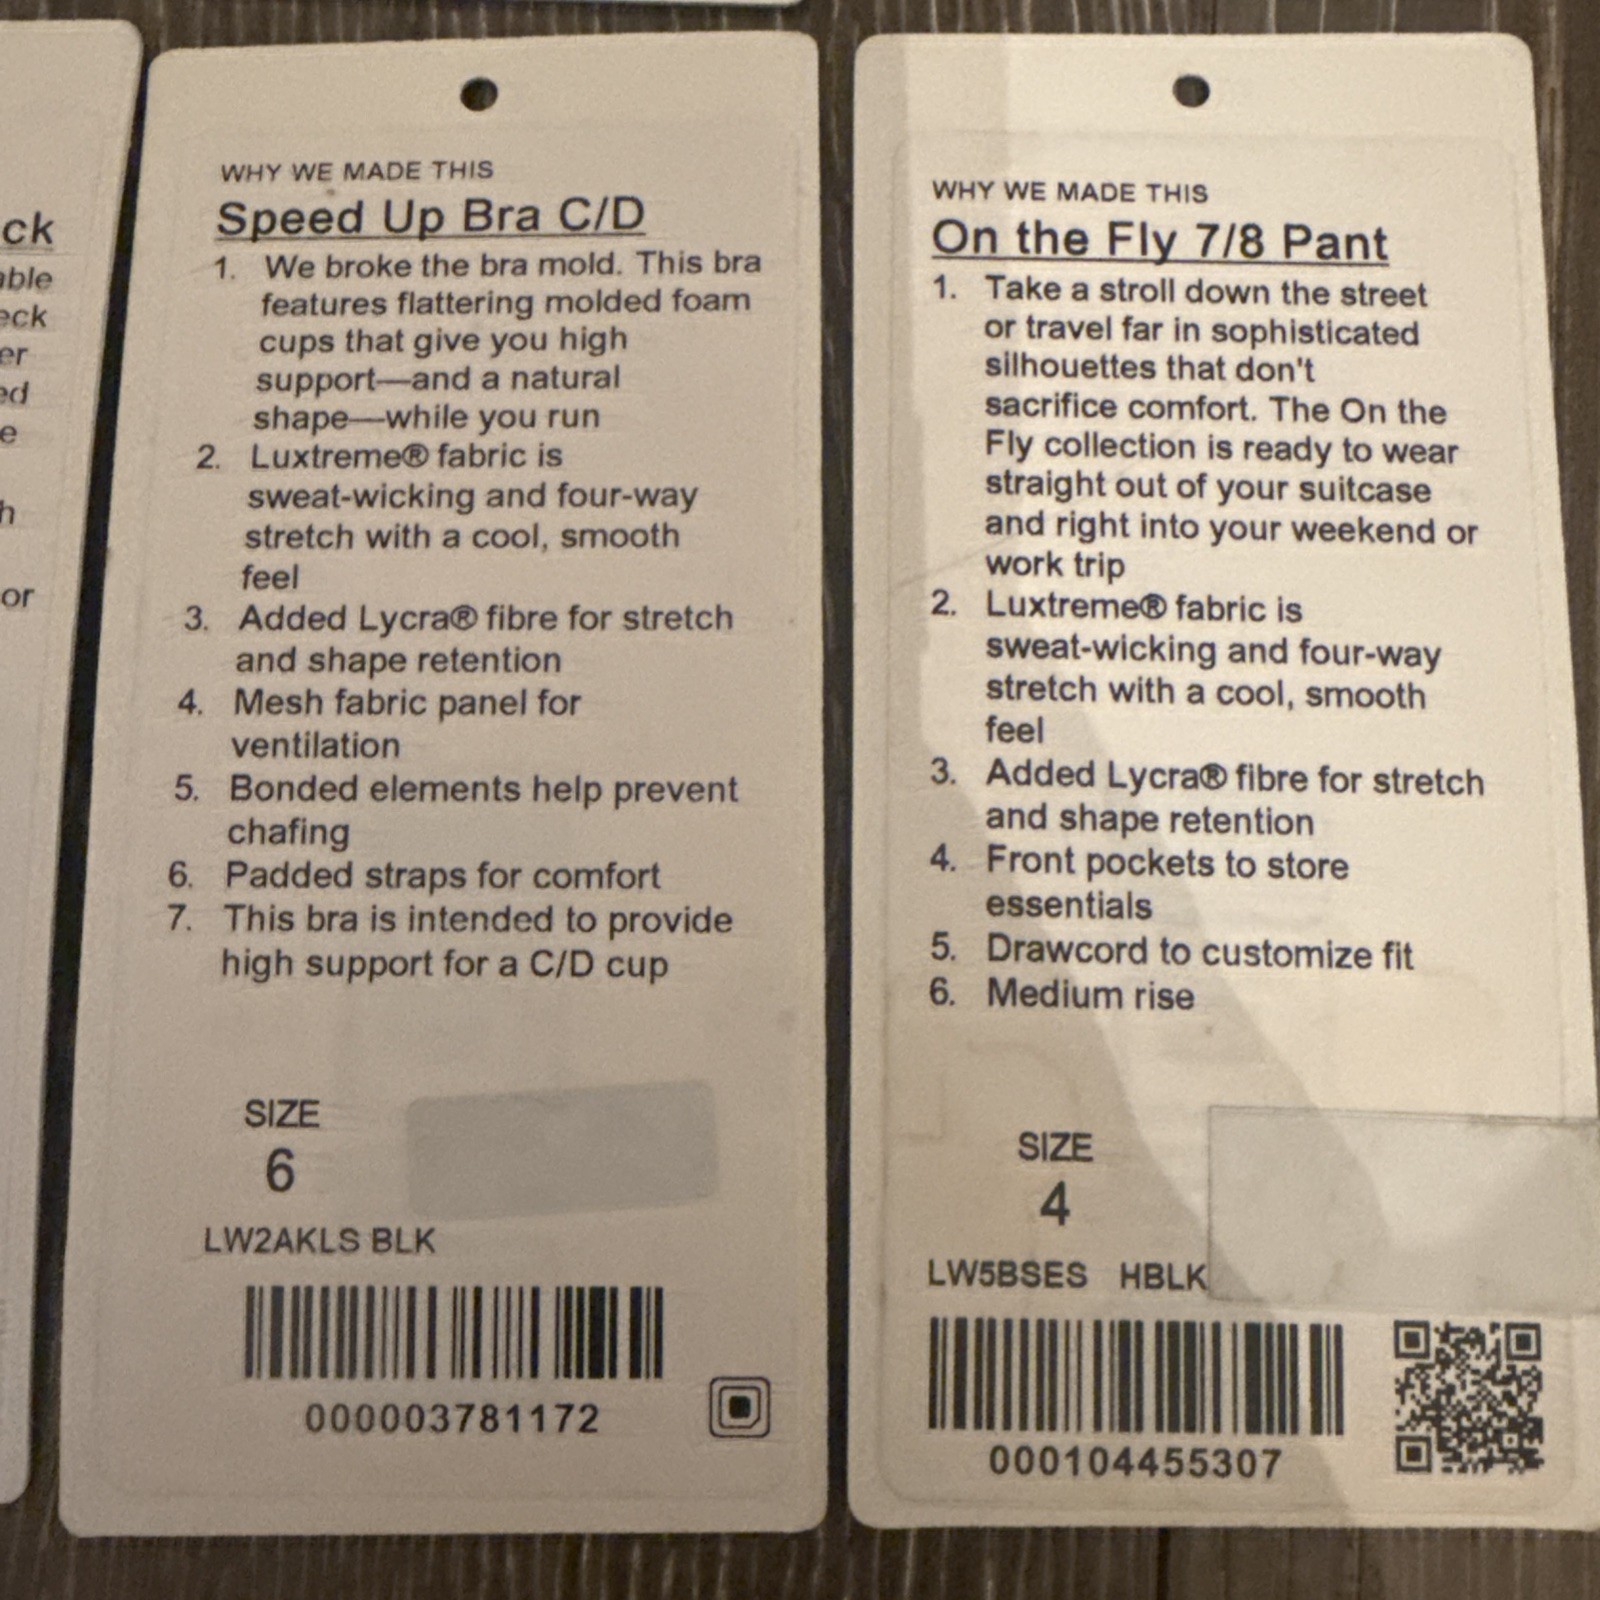 ck
able
eck
er
ed
e
h
or
WHY WE MADE THIS
Speed Up Bra C/D
1. We broke the bra mold. This bra
features flattering molded foam
cups that give you high
support—and a natural
shape—while you run
2. Luxtreme® fabric is
sweat-wicking and four-way
stretch with a cool, smooth
feel
3. Added Lycra® fibre for stretch
and shape retention
4. Mesh fabric panel for
ventilation
5. Bonded elements help prevent
chafing
6. Padded straps for comfort
7. This bra is intended to provide
high support for a C/D cup
SIZE
6
LW2AKLS BLK
000003781172
WHY WE MADE THIS
On the Fly 7/8 Pant
1. Take a stroll down the street
or travel far in sophisticated
silhouettes that don't
sacrifice comfort. The On the
Fly collection is ready to wear
straight out of your suitcase
and right into your weekend or
work trip
2. Luxtreme® fabric is
sweat-wicking and four-way
stretch with a cool, smooth
feel
3. Added Lycra® fibre for stretch
and shape retention
4. Front pockets to store
essentials
5. Drawcord to customize fit
6. Medium rise
SIZE
4
LW5BSES HBLK
000104455307